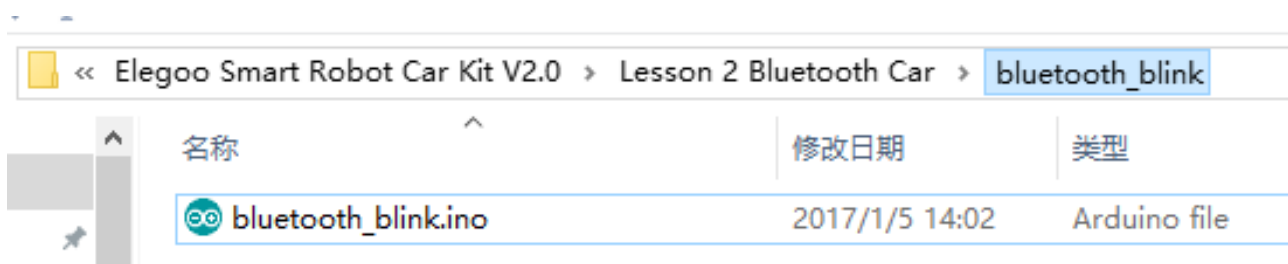 « Elegoo Smart Robot Car Kit V2.0 › Lesson 2 Bluetooth Car › bluetooth_blink
名称 修改日期 类型
bluetooth_blink.ino 2017/1/5 14:02 Arduino file